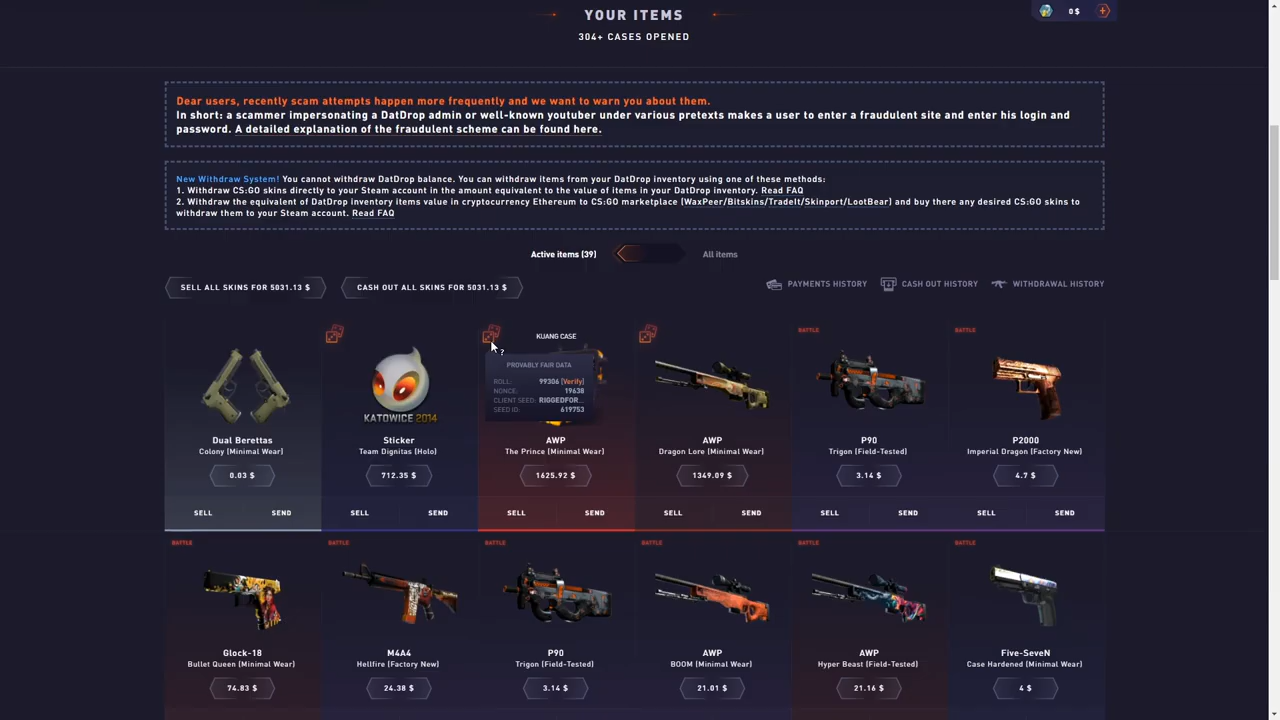 YOUR ITEMS
0 $
304+ CASES OPENED
Dear users, recently scam attempts happen more frequently and we want to warn you about them.
In short: a scammer impersonating a DatDrop admin or well-known youtuber under various pretexts makes a user to enter a fraudulent site and enter his login and
password. A detailed explanation of the fraudulent scheme can be found here.
New Withdraw System! You cannot withdraw DatDrop balance. You can withdraw items from your DatDrop inventory using one of these methods:
1. Withdraw CS:GO skins directly to your Steam account in the amount equivalent to the value of items in your DatDrop inventory. Read FAQ
2. Withdraw the equivalent of DatDrop inventory items value in cryptocurrency Ethereum to CS:GO marketplace (WaxPeer/Bitskins/TradeIt/Skinport/LootBear) and buy there any desired CS:GO skins to
withdraw them to your Steam account. Read FAQ
Active items (39) All items
SELL ALL SKINS FOR 5031.13 $ CASH OUT ALL SKINS FOR 5031.13 $ PAYMENTS HISTORY CASH OUT HISTORY WITHDRAWAL HISTORY
KUANG CASE BATTLE BATTLE
PROVABLY FAIR DATA
ROLL: 99306 [Verify]
NONCE: 19638
CLIENT SEED: RIGGEDFOR...
SEED ID: 619753
KATOWICE 2014
Dual Berettas Sticker AWP AWP P90 P2000
Colony (Minimal Wear) Team Dignitas (Holo) The Prince (Minimal Wear) Dragon Lore (Minimal Wear) Trigon (Field-Tested) Imperial Dragon (Factory New)
0.03 $ 712.35 $ 1625.92 $ 1349.09 $ 3.14 $ 4.7 $
SELL SEND SELL SEND SELL SEND SELL SEND SELL SEND SELL SEND
BATTLE BATTLE BATTLE BATTLE BATTLE BATTLE
Glock-18 M4A4 P90 AWP AWP Five-SeveN
Bullet Queen (Minimal Wear) Hellfire (Factory New) Trigon (Field-Tested) BOOM (Minimal Wear) Hyper Beast (Field-Tested) Case Hardened (Minimal Wear)
74.83 $ 24.38 $ 3.14 $ 21.01 $ 21.16 $ 4 $